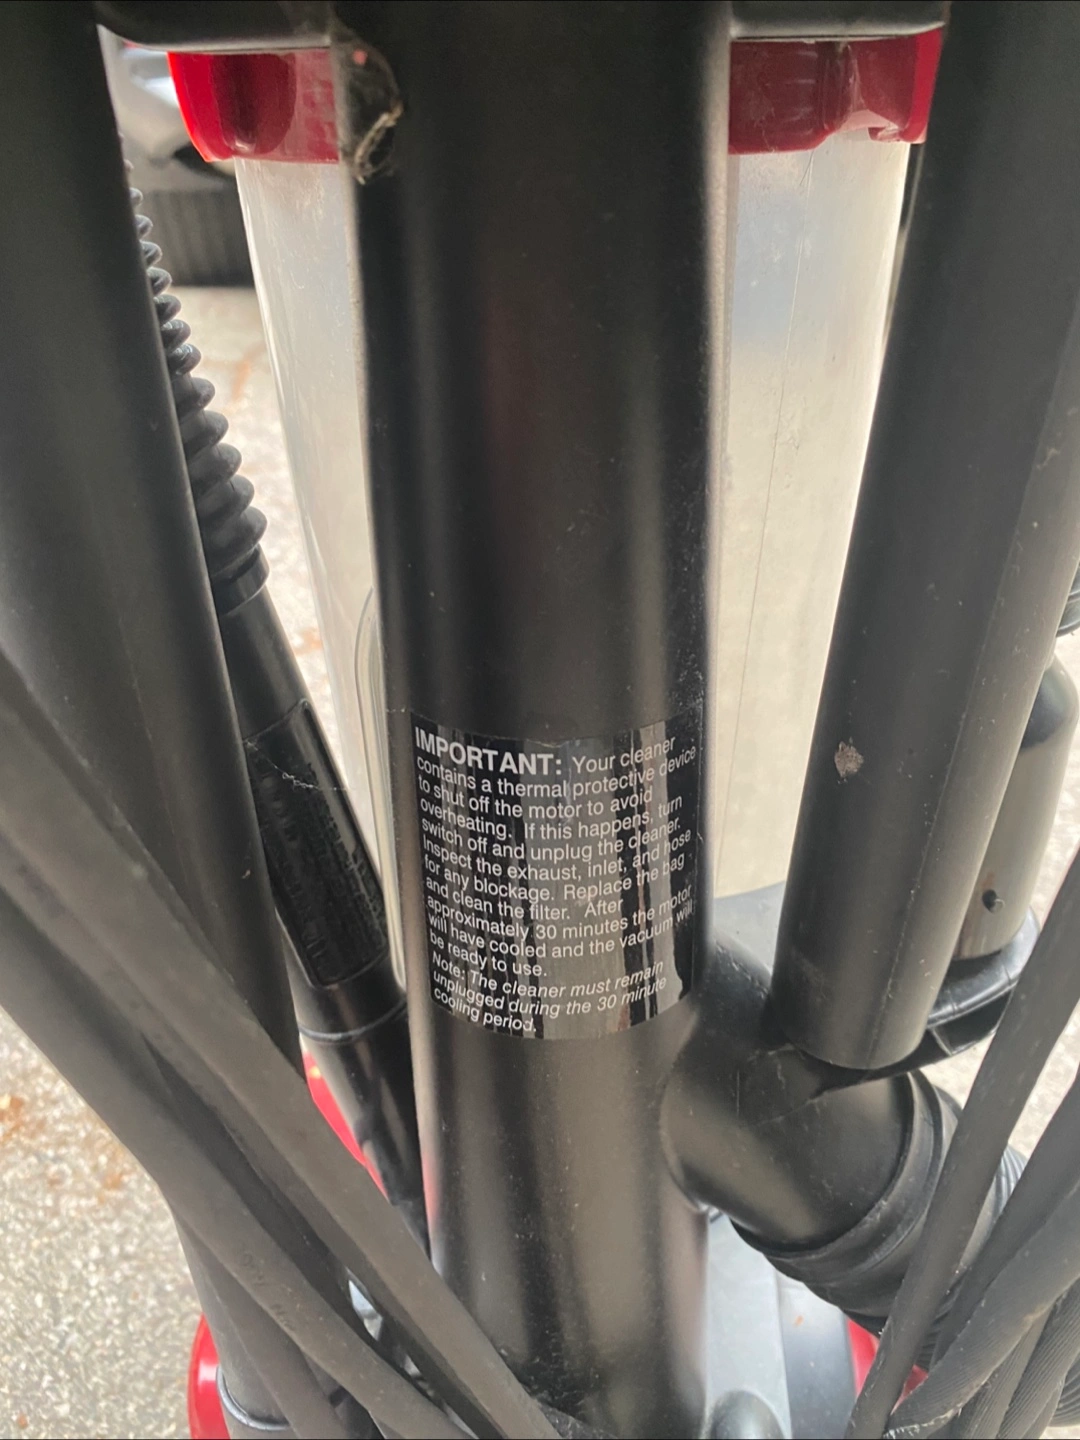 IMPORTANT: Your cleaner
contains a thermal protective device
to shut off the motor to avoid
overheating. If this happens, turn
switch off and unplug the cleaner.
Inspect the exhaust, inlet, and hose
for any blockage. Replace the bag
and clean the filter. After
approximately 30 minutes the motor
will have cooled and the vacuum will
be ready to use.
Note: The cleaner must remain
unplugged during the 30 minute
cooling period.